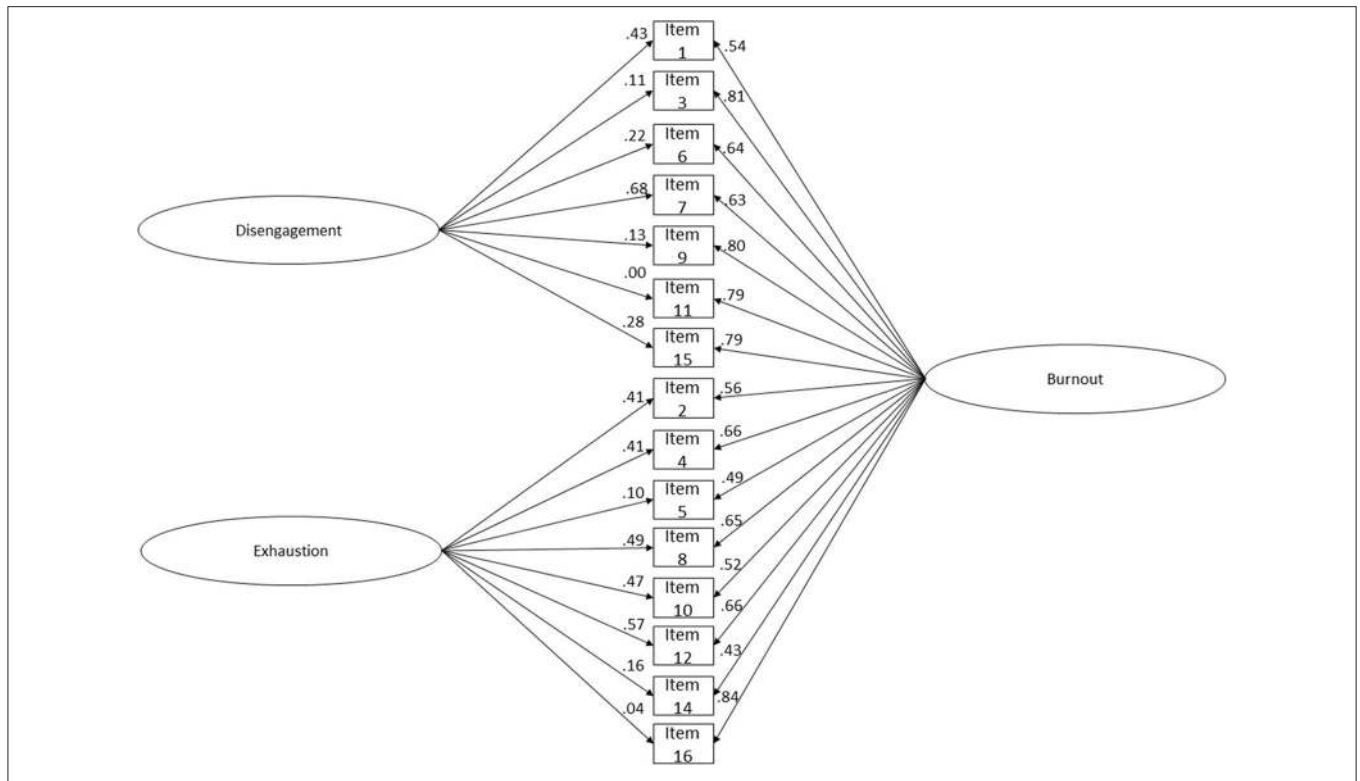 .43
Item
1
.54
.11
Item
3
.81
.22
Item
6
.64
.68
Item
7
.63
Disengagement
.13
Item
9
.80
.00
Item
11
.79
.28
Item
15
.79
Burnout
.41
Item
2
.56
.41
Item
4
.66
.10
Item
5
.49
Exhaustion
.49
Item
8
.65
.47
Item
10
.52
.57
Item
12
.66
.16
Item
14
.43
.04
Item
16
.84